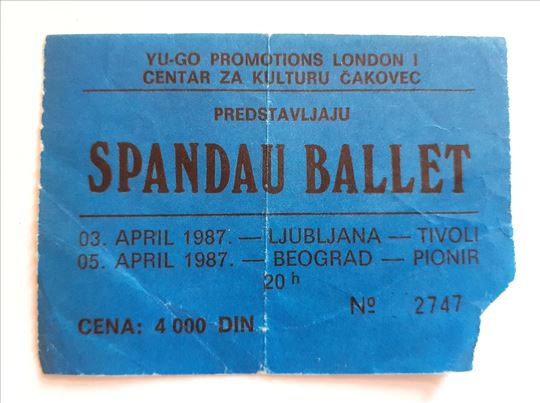 YU-GO PROMOTIONS LONDON I
CENTAR ZA KULTURU ČAKOVEC
PREDSTAVLJAJU
SPANDAU BALLET
03. APRIL 1987. — LJUBLJANA — TIVOLI
05. APRIL 1987. — BEOGRAD — PIONIR
20 h
Nº 2747
CENA: 4 000 DIN